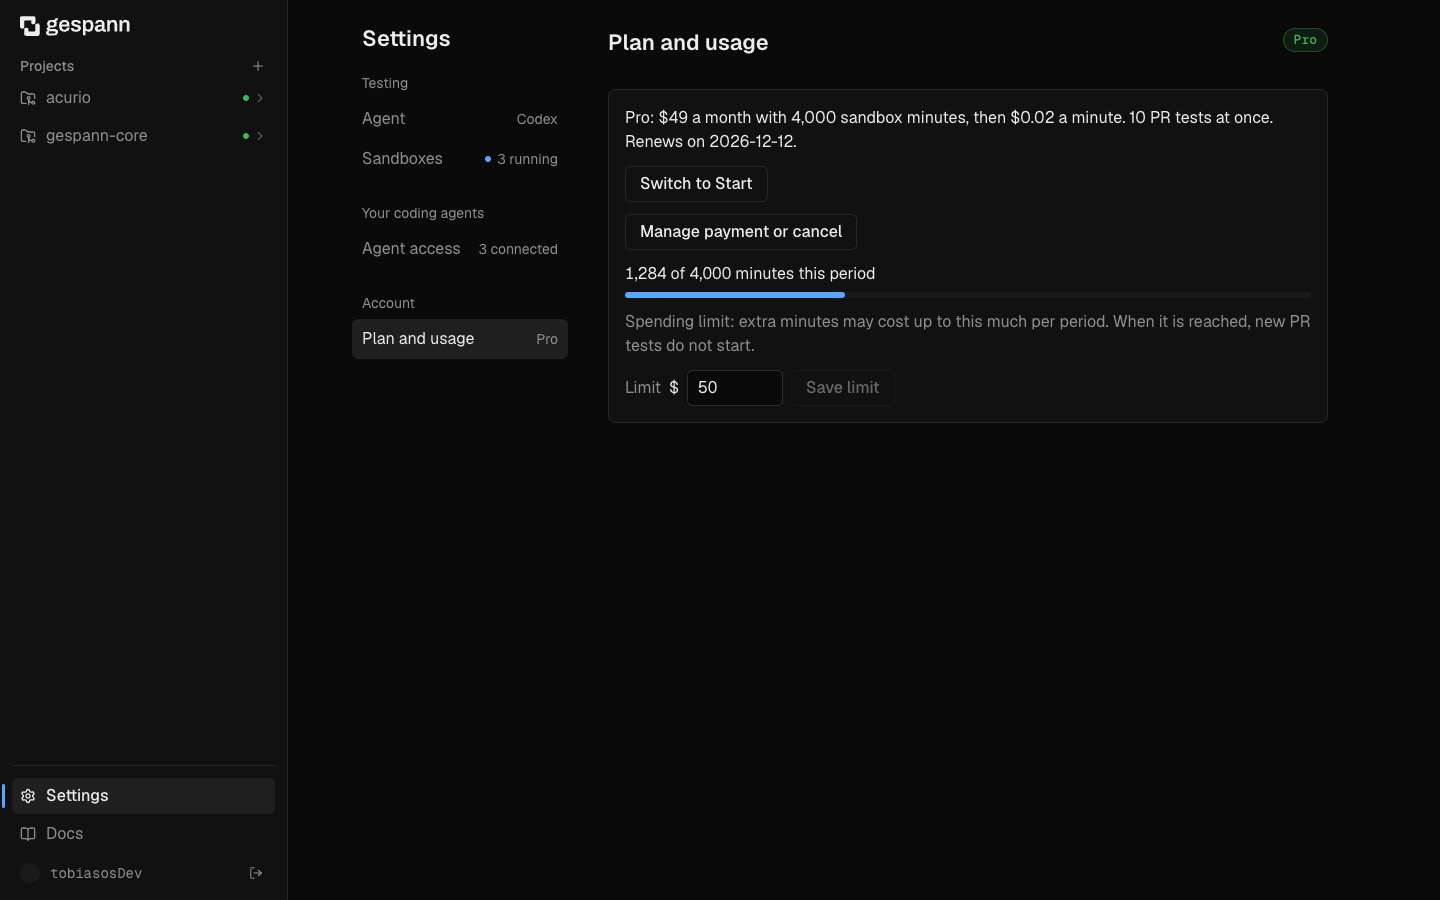 gespann
Projects
acurio
gespann-core
Settings
Docs
tobiasosDev
Settings
Testing
Agent Codex
Sandboxes 3 running
Your coding agents
Agent access 3 connected
Account
Plan and usage Pro
Plan and usage
Pro
Pro: $49 a month with 4,000 sandbox minutes, then $0.02 a minute. 10 PR tests at once.
Renews on 2026-12-12.
Switch to Start
Manage payment or cancel
1,284 of 4,000 minutes this period
Spending limit: extra minutes may cost up to this much per period. When it is reached, new PR
tests do not start.
Limit $ 50 Save limit